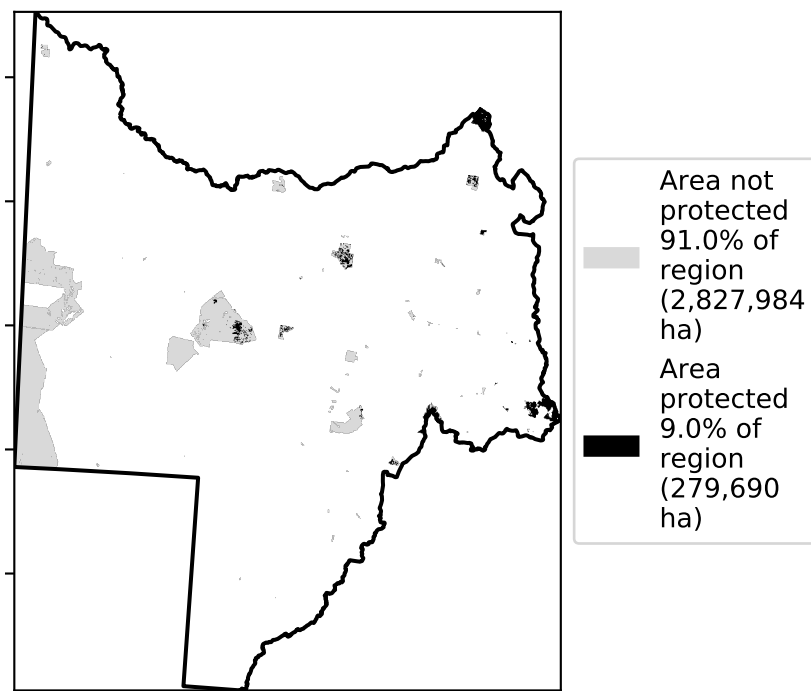 Area not
protected
91.0% of
region
(2,827,984
ha)
Area
protected
9.0% of
region
(279,690
ha)